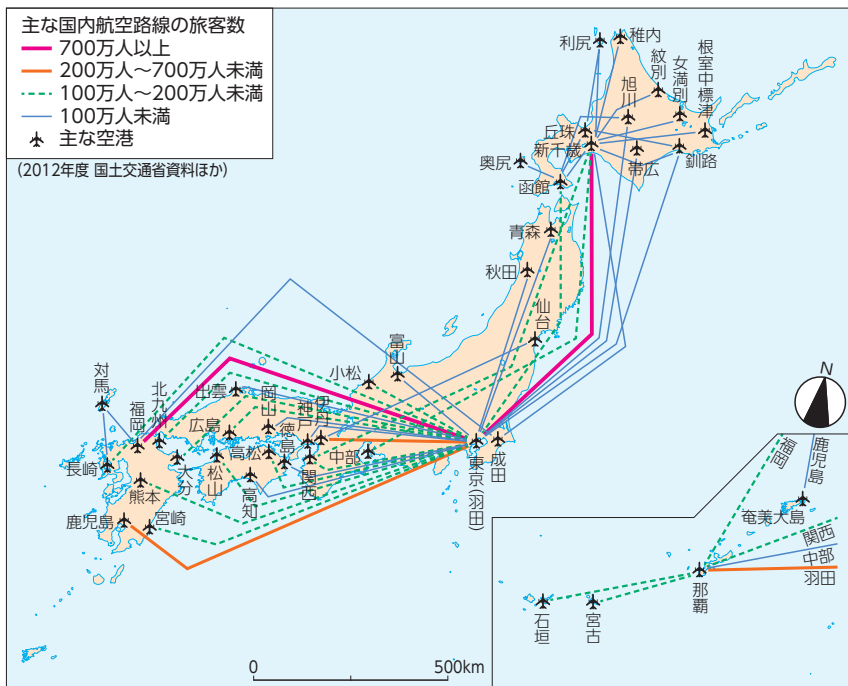 主な国内航空路線の旅客数
700万人以上
200万人～700万人未満
100万人～200万人未満
100万人未満
主な空港
(2012年度 国土交通省資料ほか)
利尻
稚内
紋別
女満別
根室中標津
旭川
丘珠
新千歳
帯広
釧路
奥尻
函館
青森
秋田
仙台
富山
小松
対馬
福岡
北九州
出雲
岡山
神戸
伊丹
広島
高松
徳島
中部
長崎
大分
松山
高知
関西
東京(羽田)
成田
熊本
鹿児島
宮崎
N
福岡
鹿児島
奄美大島
関西
中部
羽田
那覇
石垣
宮古
0
500km